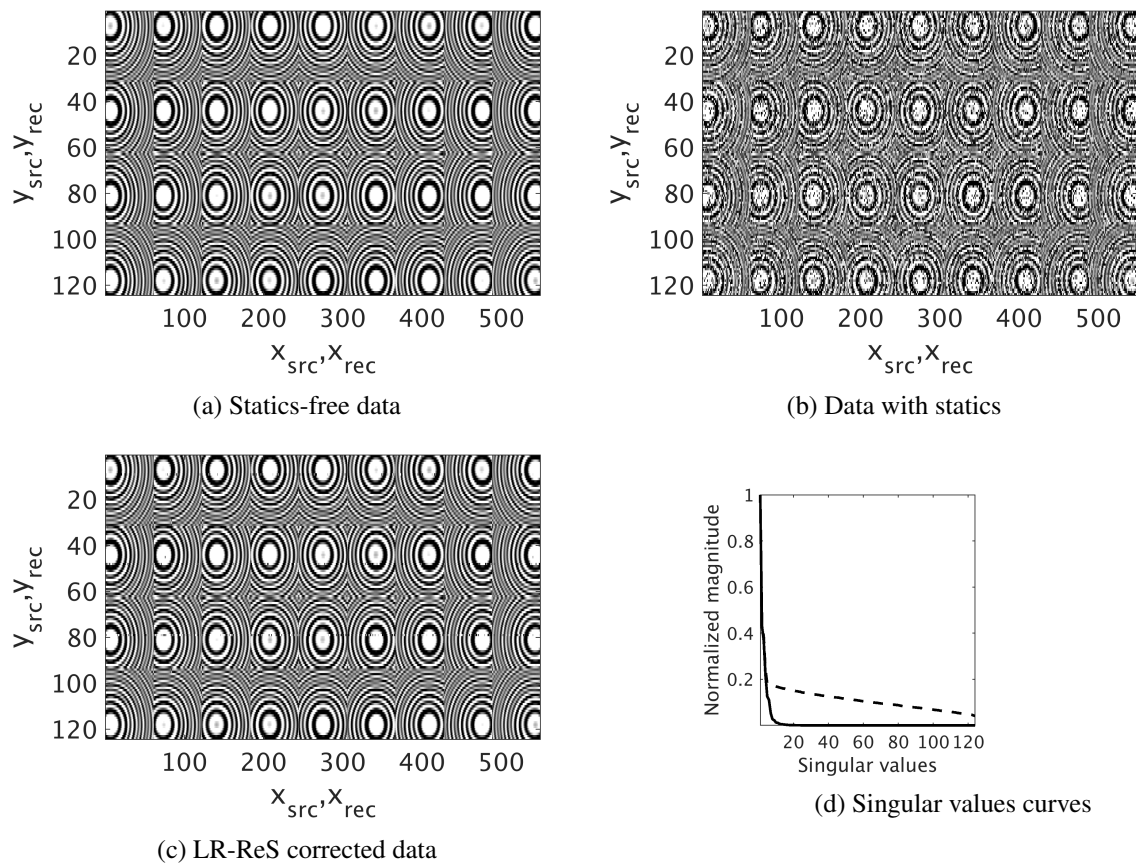 y_src,y_rec
20
40
60
80
100
120
100 200 300 400 500
x_src,x_rec
(a) Statics-free data
y_src,y_rec
20
40
60
80
100
120
100 200 300 400 500
x_src,x_rec
(b) Data with statics
y_src,y_rec
20
40
60
80
100
120
100 200 300 400 500
x_src,x_rec
(c) LR-ReS corrected data
Normalized magnitude
1
0.8
0.6
0.4
0.2
20 40 60 80 100 120
Singular values
(d) Singular values curves